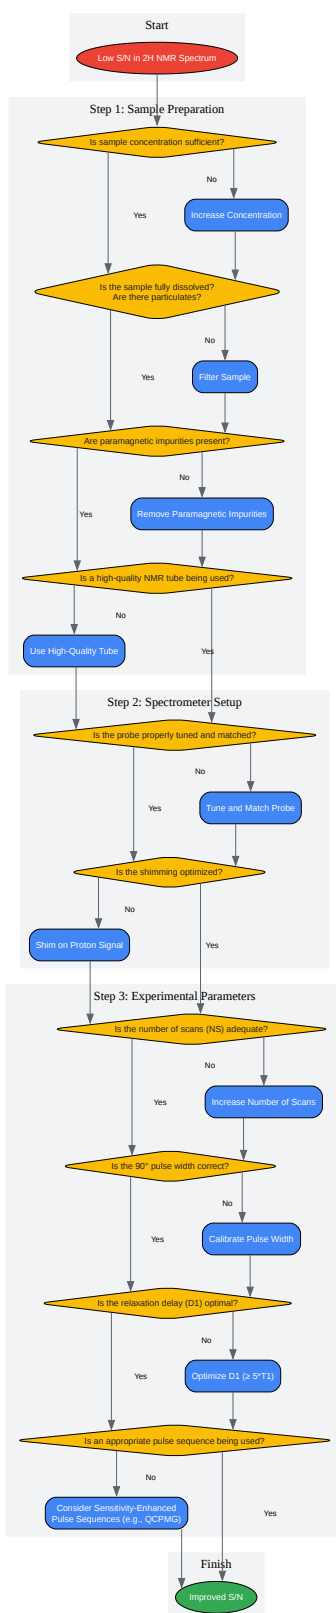 Start
Low S/N in 2H NMR Spectrum
Step 1: Sample Preparation
Is sample concentration sufficient?
No
Increase Concentration
Yes
Is the sample fully dissolved?
Are there particulates?
No
Filter Sample
Yes
Are paramagnetic impurities present?
No
Remove Paramagnetic Impurities
Yes
Is a high-quality NMR tube being used?
No
Use High-Quality Tube
Yes
Step 2: Spectrometer Setup
Is the probe properly tuned and matched?
No
Tune and Match Probe
Yes
Is the shimming optimized?
No
Shim on Proton Signal
Yes
Step 3: Experimental Parameters
Is the number of scans (NS) adequate?
No
Increase Number of Scans
Yes
Is the 90° pulse width correct?
No
Calibrate Pulse Width
Yes
Is the relaxation delay (D1) optimal?
No
Optimize D1 (≥ 5*T1)
Yes
Is an appropriate pulse sequence being used?
No
Consider Sensitivity-Enhanced
Pulse Sequences (e.g., QCPMG)
Yes
Finish
Improved S/N